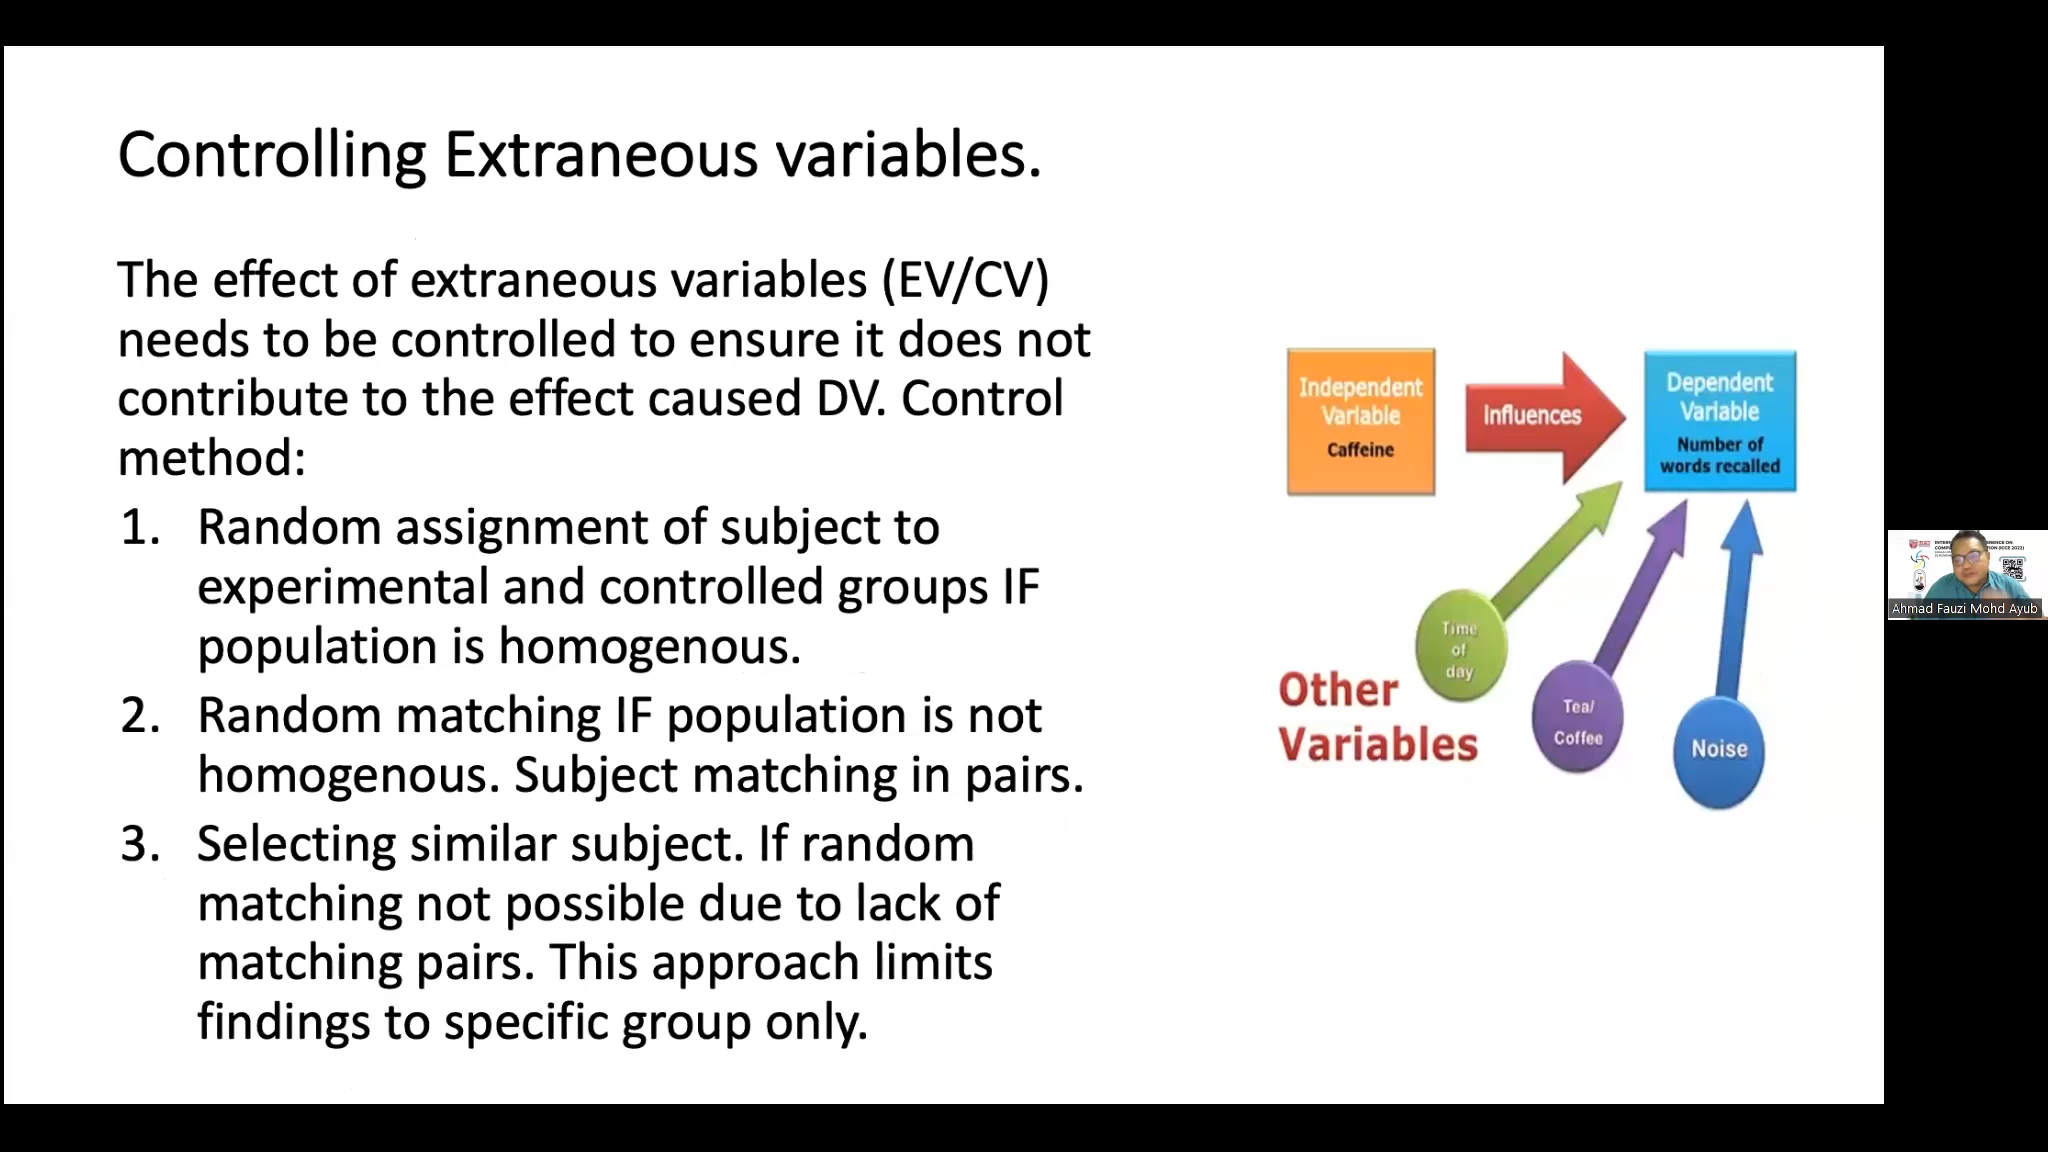 Controlling Extraneous variables.
The effect of extraneous variables (EV/CV)
needs to be controlled to ensure it does not
contribute to the effect caused DV. Control
method:
1. Random assignment of subject to
experimental and controlled groups IF
population is homogenous.
2. Random matching IF population is not
homogenous. Subject matching in pairs.
3. Selecting similar subject. If random
matching not possible due to lack of
matching pairs. This approach limits
findings to specific group only.
Independent
Variable
Caffeine
Influences
Dependent
Variable
Number of
words recalled
Time
of
day
Tea/
Coffee
Noise
Other
Variables
Ahmad Fauzi Mohd Ayub